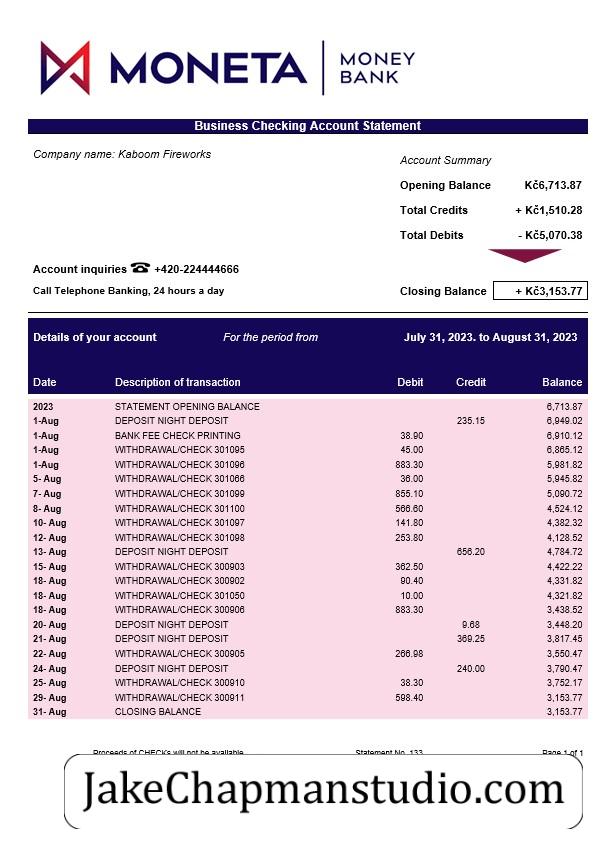 MONETA MONEY BANK
Business Checking Account Statement
Company name: Kaboom Fireworks
Account Summary
Opening Balance Kč6,713.87
Total Credits + Kč1,510.28
Total Debits - Kč5,070.38
Account inquiries +420-224444666
Call Telephone Banking, 24 hours a day
Closing Balance + Kč3,153.77
Details of your account For the period from July 31, 2023. to August 31, 2023
Date Description of transaction Debit Credit Balance
2023 STATEMENT OPENING BALANCE 6,713.87
1-Aug DEPOSIT NIGHT DEPOSIT 235.15 6,949.02
1-Aug BANK FEE CHECK PRINTING 38.90 6,910.12
1-Aug WITHDRAWAL/CHECK 301095 45.00 6,865.12
1-Aug WITHDRAWAL/CHECK 301096 883.30 5,981.82
5- Aug WITHDRAWAL/CHECK 301066 36.00 5,945.82
7- Aug WITHDRAWAL/CHECK 301099 855.10 5,090.72
8- Aug WITHDRAWAL/CHECK 301100 566.60 4,524.12
10- Aug WITHDRAWAL/CHECK 301097 141.80 4,382.32
12- Aug WITHDRAWAL/CHECK 301098 253.80 4,128.52
13- Aug DEPOSIT NIGHT DEPOSIT 656.20 4,784.72
15- Aug WITHDRAWAL/CHECK 300903 362.50 4,422.22
18- Aug WITHDRAWAL/CHECK 300902 90.40 4,331.82
18- Aug WITHDRAWAL/CHECK 301050 10.00 4,321.82
18- Aug WITHDRAWAL/CHECK 300906 883.30 3,438.52
20- Aug DEPOSIT NIGHT DEPOSIT 9.68 3,448.20
21- Aug DEPOSIT NIGHT DEPOSIT 369.25 3,817.45
22- Aug WITHDRAWAL/CHECK 300905 266.98 3,550.47
24- Aug DEPOSIT NIGHT DEPOSIT 240.00 3,790.47
25- Aug WITHDRAWAL/CHECK 300910 38.30 3,752.17
29- Aug WITHDRAWAL/CHECK 300911 598.40 3,153.77
31- Aug CLOSING BALANCE 3,153.77
Proceeds of CHECKs will not be available Statement No. 133 Page 1 of 1
JakeChapmanstudio.com